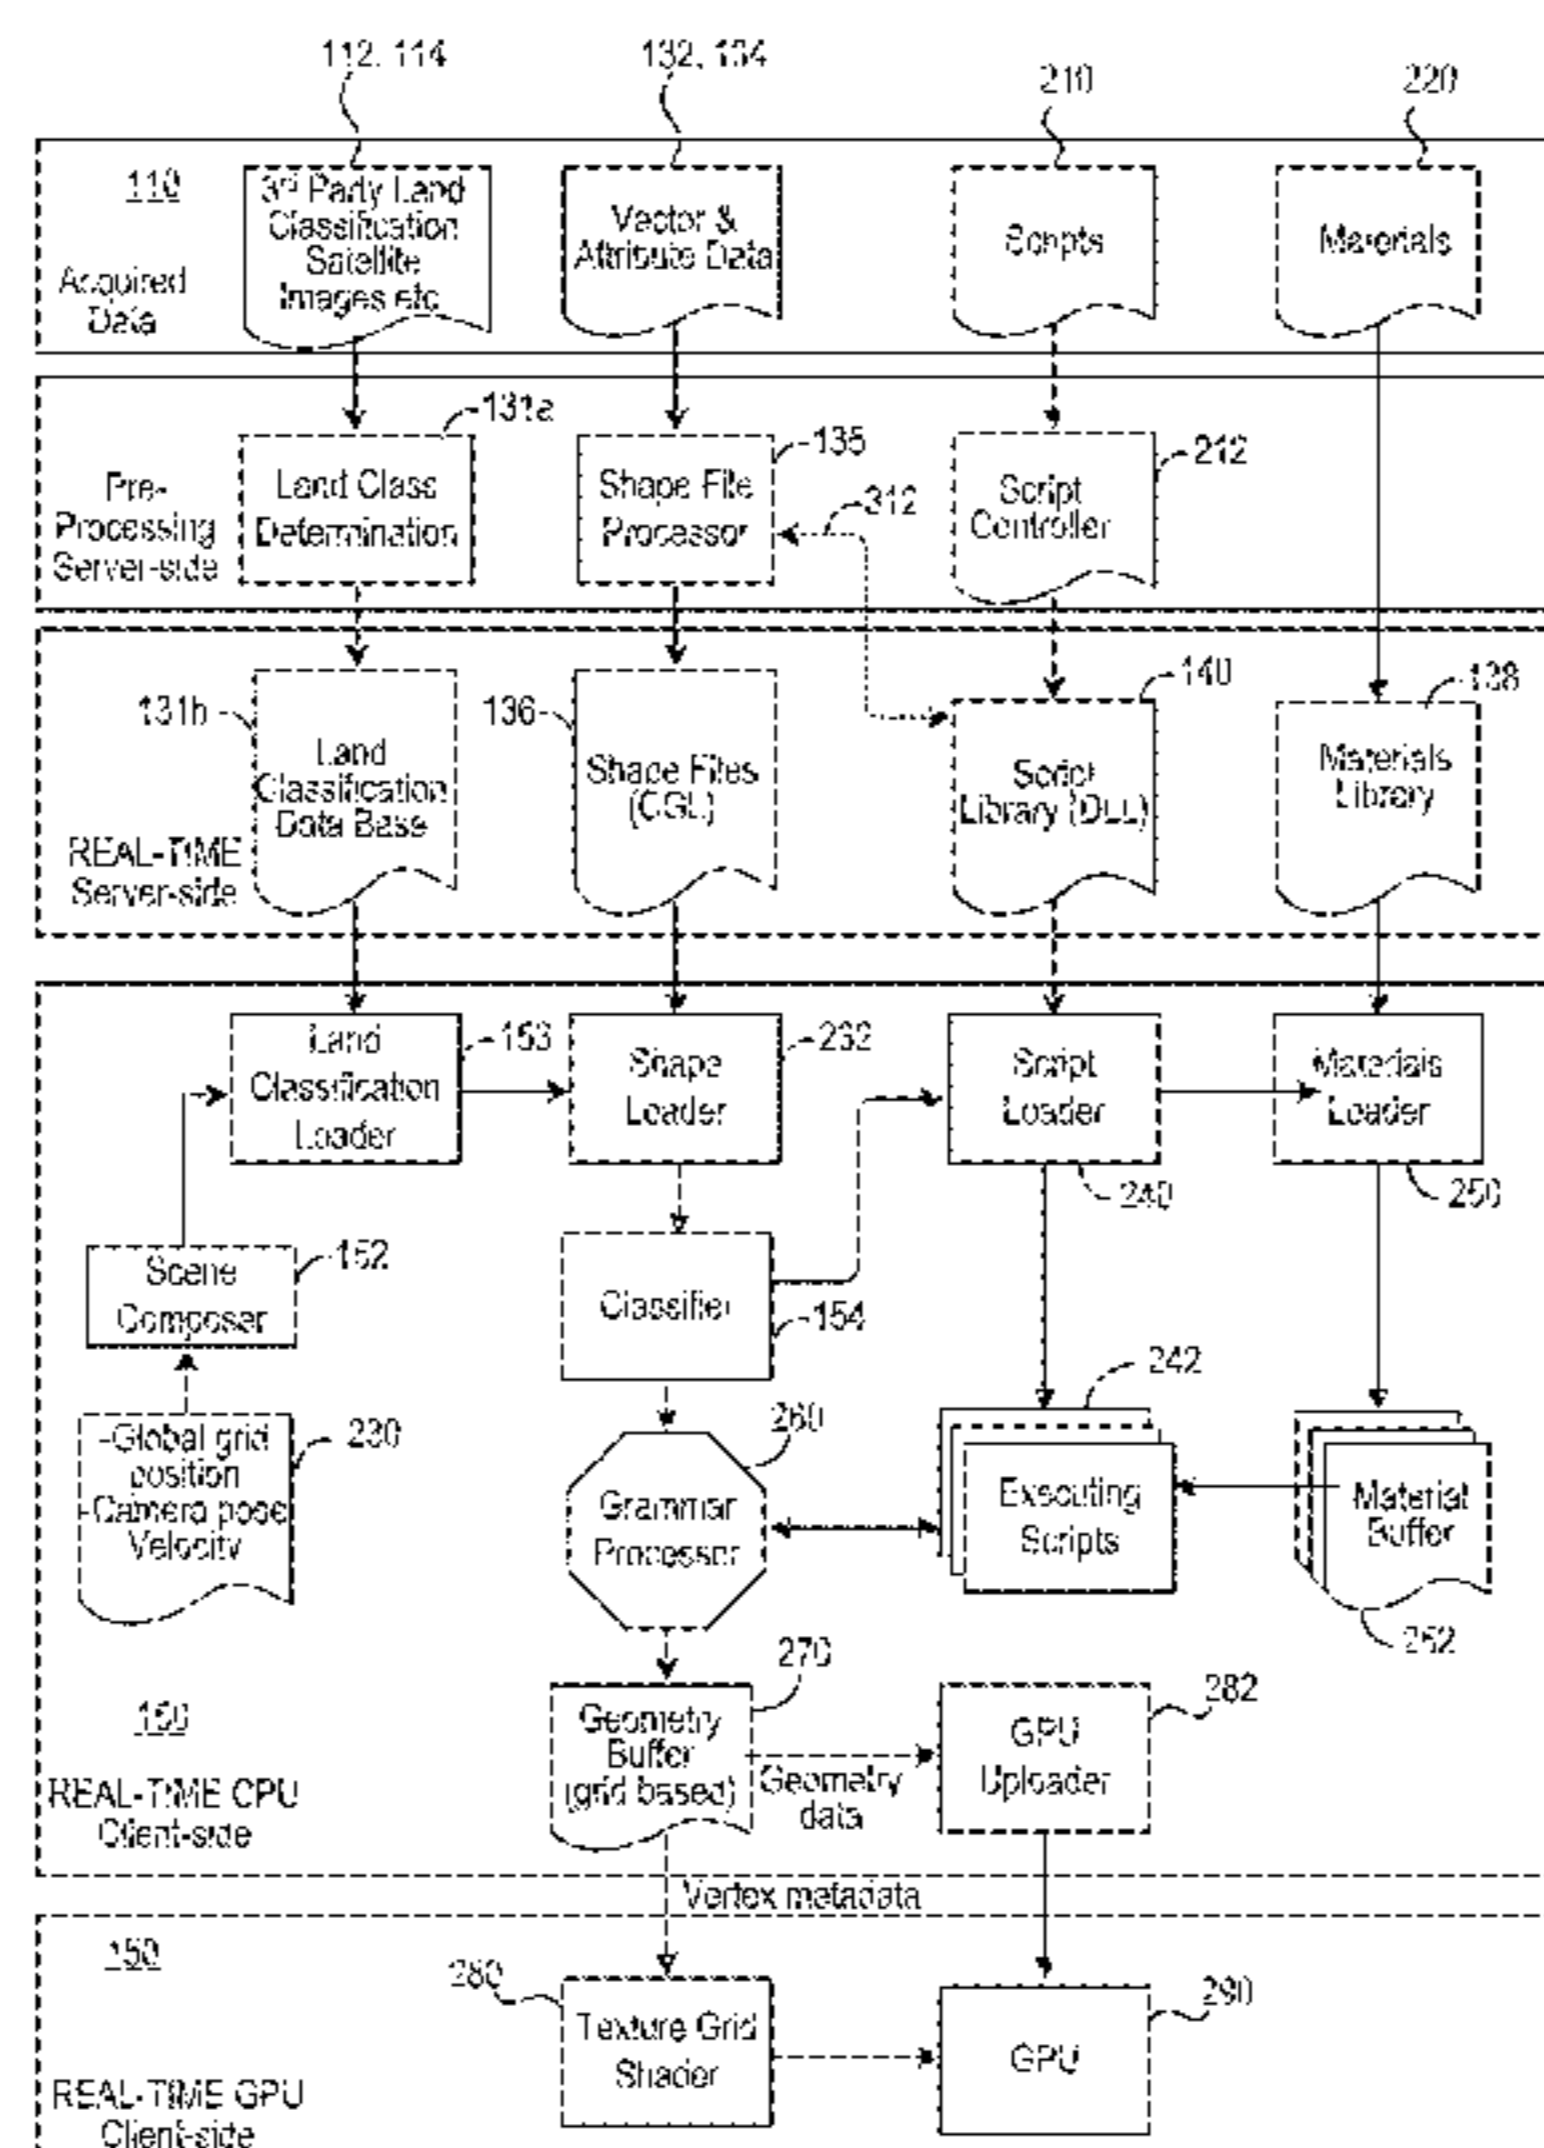 112, 114
132, 134
210
220
110
Acquired
Data
3rd Party Land
Classification
Satellite
Images etc
Vector &
Attribute Data
Scripts
Materials
131a
135
212
312
Pre-
Processing
Server-side
Land Class
Determination
Shape File
Processor
Script
Controller
131b
136
140
138
REAL-TIME
Server-side
Land
Classification
Data Base
Shape Files
(CGL)
Script
Library (DLL)
Materials
Library
Land
Classification
Loader
153
Shape
Loader
232
Script
Loader
240
Materials
Loader
250
Scene
Composer
152
Classifier
154
-Global grid
position
-Camera pose
Velocity
230
260
Grammar
Processor
242
Executing
Scripts
Material
Buffer
252
270
Geometry
Buffer
(grid based)
Geometry
data
282
GPU
Uploader
150
REAL-TIME CPU
Client-side
Vertex metadata
150
REAL-TIME GPU
Client-side
280
Texture Grid
Shader
290
GPU